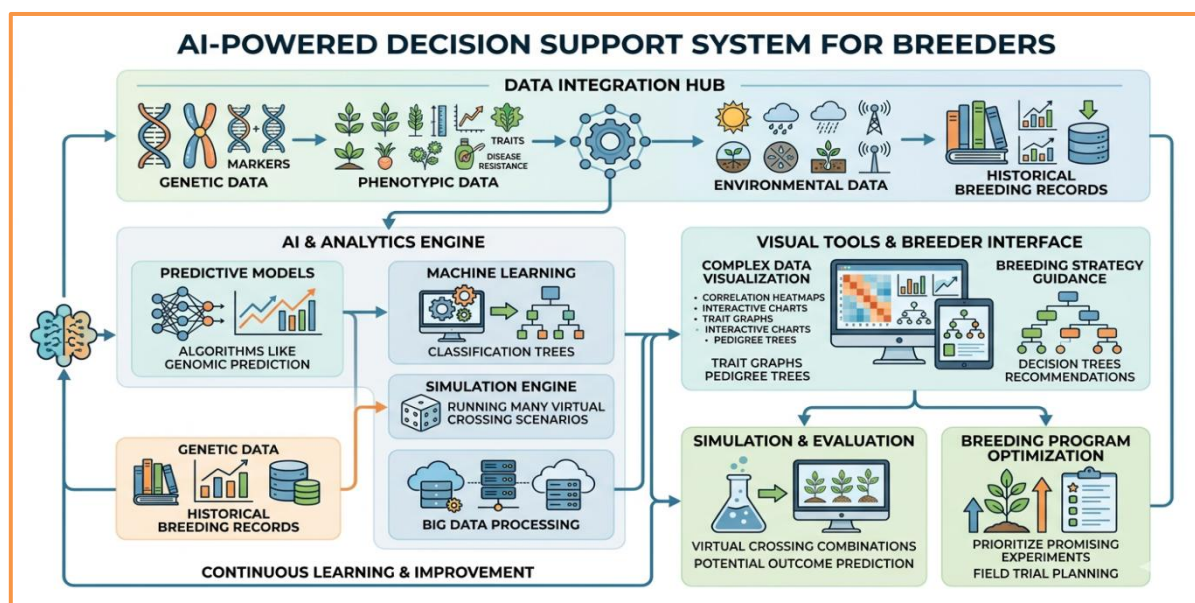 AI-POWERED DECISION SUPPORT SYSTEM FOR BREEDERS
DATA INTEGRATION HUB
MARKERS
GENETIC DATA
TRAITS
DISEASE
RESISTANCE
PHENOTYPIC DATA
ENVIRONMENTAL DATA
HISTORICAL
BREEDING RECORDS
AI & ANALYTICS ENGINE
PREDICTIVE MODELS
ALGORITHMS LIKE
GENOMIC PREDICTION
MACHINE LEARNING
CLASSIFICATION TREES
SIMULATION ENGINE
RUNNING MANY VIRTUAL
CROSSING SCENARIOS
BIG DATA PROCESSING
GENETIC DATA
HISTORICAL
BREEDING RECORDS
CONTINUOUS LEARNING & IMPROVEMENT
VISUAL TOOLS & BREEDER INTERFACE
COMPLEX DATA
VISUALIZATION
• CORRELATION HEATMAPS
• INTERACTIVE CHARTS
• TRAIT GRAPHS
• INTERACTIVE CHARTS
• PEDIGREE TREES
TRAIT GRAPHS
PEDIGREE TREES
BREEDING STRATEGY
GUIDANCE
DECISION TREES
RECOMMENDATIONS
SIMULATION & EVALUATION
VIRTUAL CROSSING COMBINATIONS
POTENTIAL OUTCOME PREDICTION
BREEDING PROGRAM
OPTIMIZATION
PRIORITIZE PROMISING
EXPERIMENTS
FIELD TRIAL PLANNING